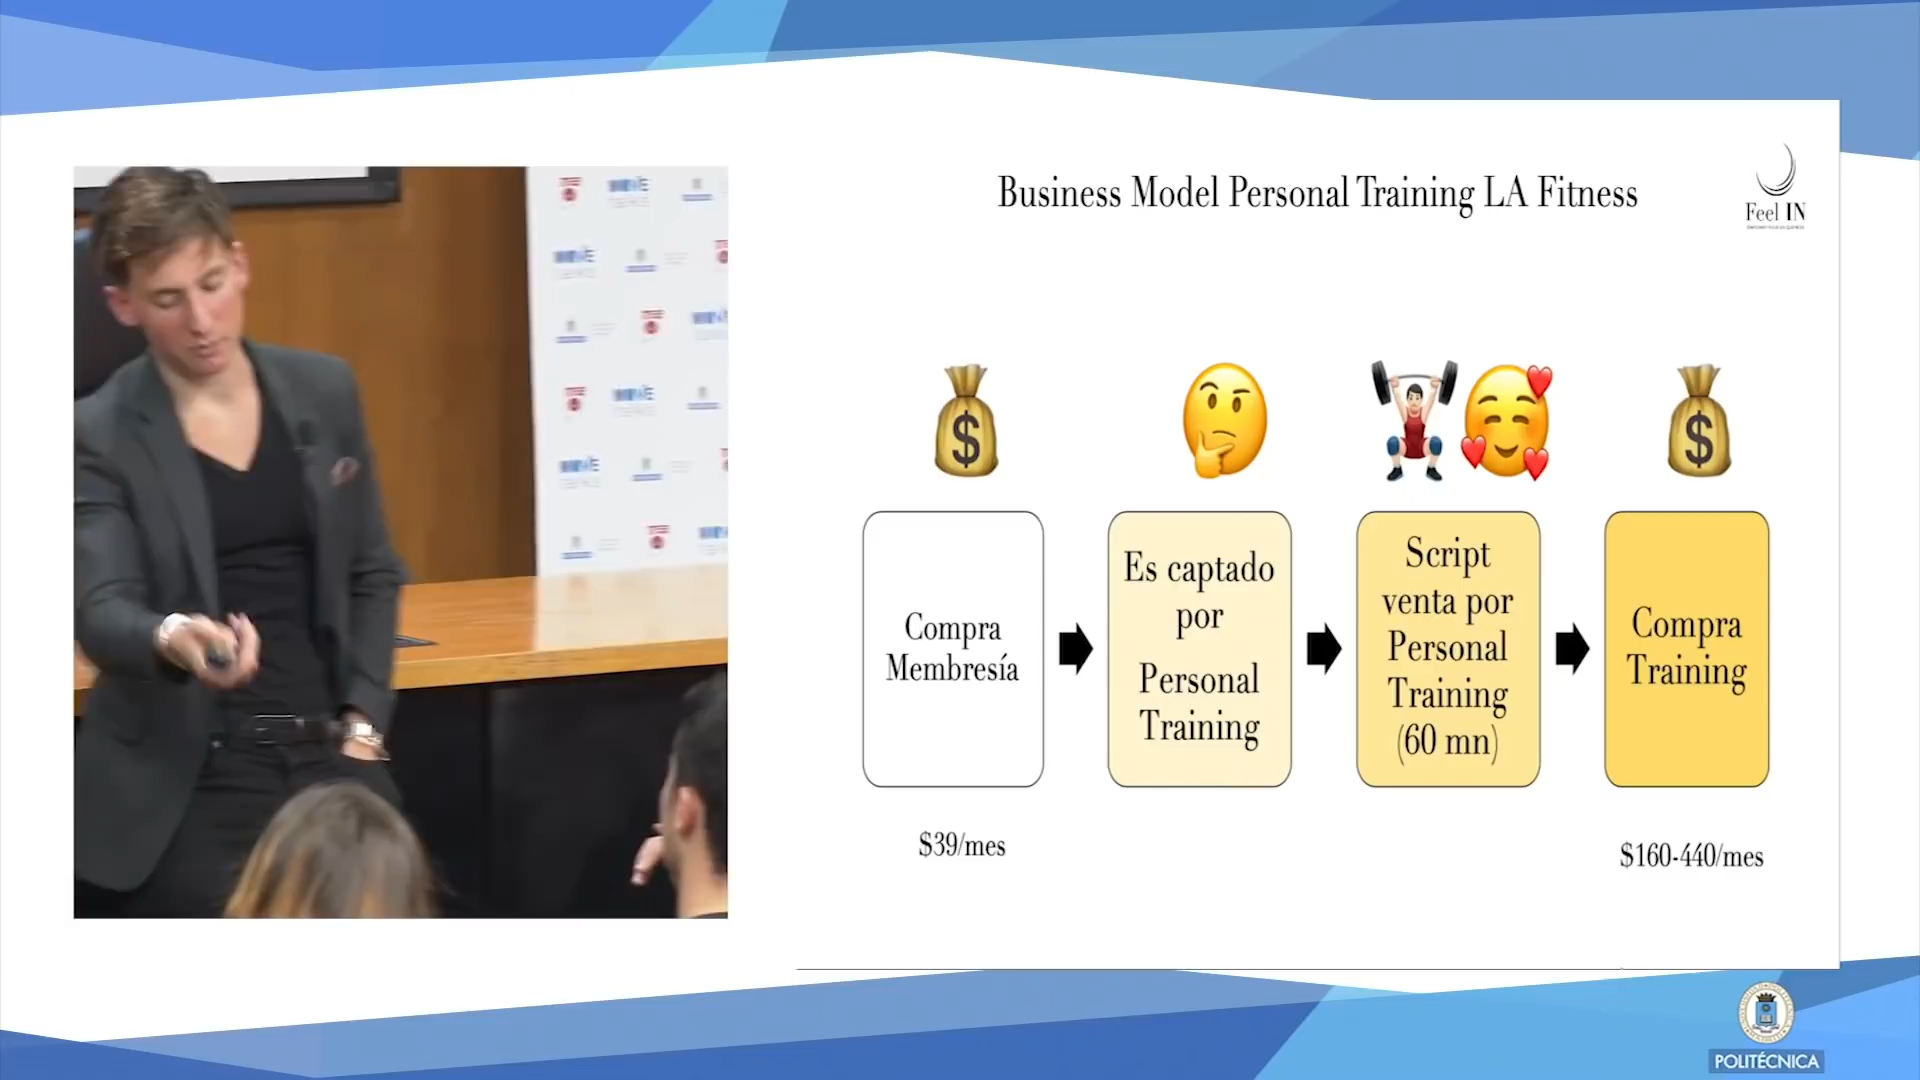 Business Model Personal Training LA Fitness
Feel IN
$
$
Compra
Membresía
Es captado
por
Personal
Training
Script
venta por
Personal
Training
(60 mn)
Compra
Training
$39/mes
$160-440/mes
POLITÉCNICA